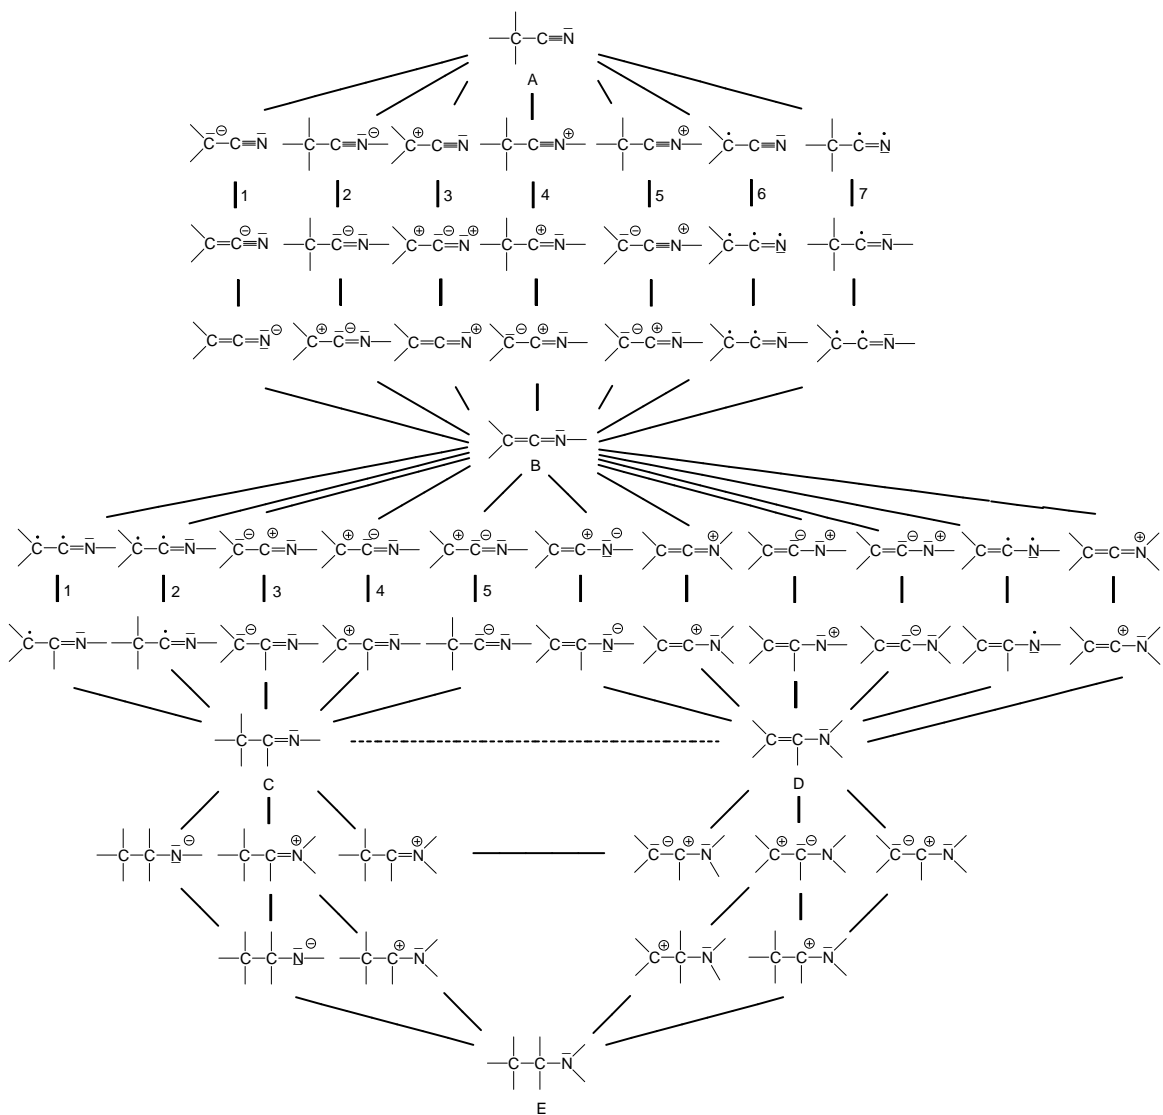 C–C≡N
A
C⊖–C≡N C–C≡N⊖ C⊕–C≡N C–C≡N⊕ C–C≡N⊕ C•–C≡N C–C•=N•
1 2 3 4 5 6 7
C=C⊖≡N C–C⊖=N C⊕–C⊖=N⊕ C–C⊕=N C⊖–C≡N⊕ C•–C•=N• C–C•=N
C=C=N⊖ C⊕–C⊖=N C=C=N⊕ C⊖–C⊕=N C⊖–C⊕=N C•–C•=N C•–C•=N
C=C=N
B
C•–C•=N C•–C•=N C⊖–C⊕=N C⊕–C⊖=N C⊕–C⊖=N C=C⊕–N⊖ C=C=N⊕ C=C⊖–N⊕ C=C⊖–N⊕ C=C•–N• C=C=N⊕
1 2 3 4 5
C•–C=N C–C•=N C⊖–C=N C⊕–C=N C–C⊖=N C=C–N⊖ C=C⊕–N C=C–N⊕ C=C⊖–N C=C–N• C=C⊕–N
C–C=N C=C–N
C D
C–C–N⊖ C–C=N⊕ C–C=N⊕ C⊖–C⊕–N C⊕–C⊖–N C⊖–C⊕–N
C–C–N⊖ C–C⊕–N C⊕–C–N C–C⊕–N
C–C–N
E